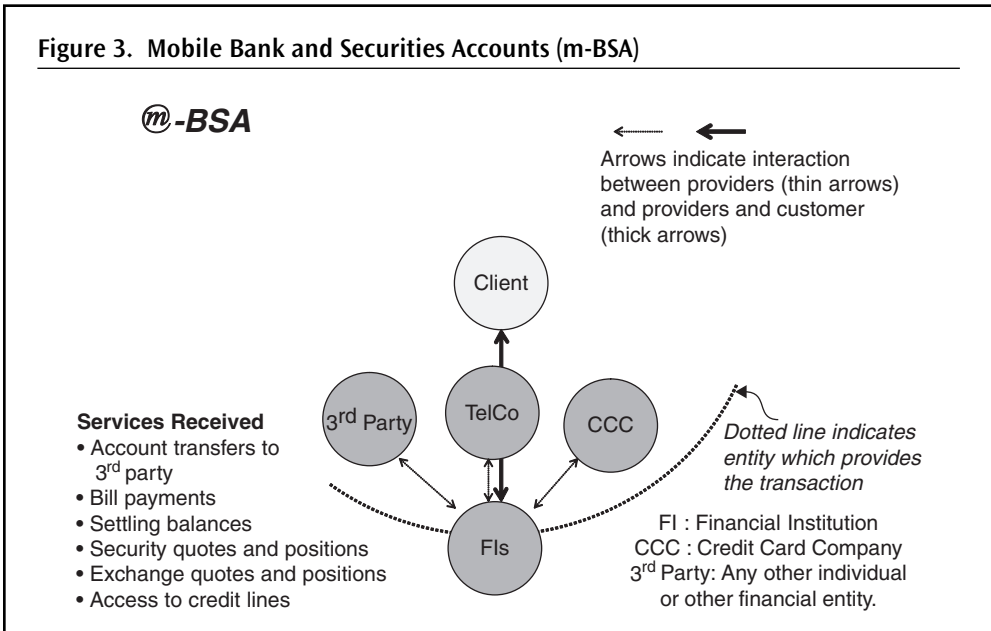 Figure 3. Mobile Bank and Securities Accounts (m-BSA)
m-BSA
Arrows indicate interaction
between providers (thin arrows)
and providers and customer
(thick arrows)
Client
3rd Party
TelCo
CCC
FIs
Services Received
• Account transfers to
3rd party
• Bill payments
• Settling balances
• Security quotes and positions
• Exchange quotes and positions
• Access to credit lines
Dotted line indicates
entity which provides
the transaction
FI : Financial Institution
CCC : Credit Card Company
3rd Party: Any other individual
or other financial entity.